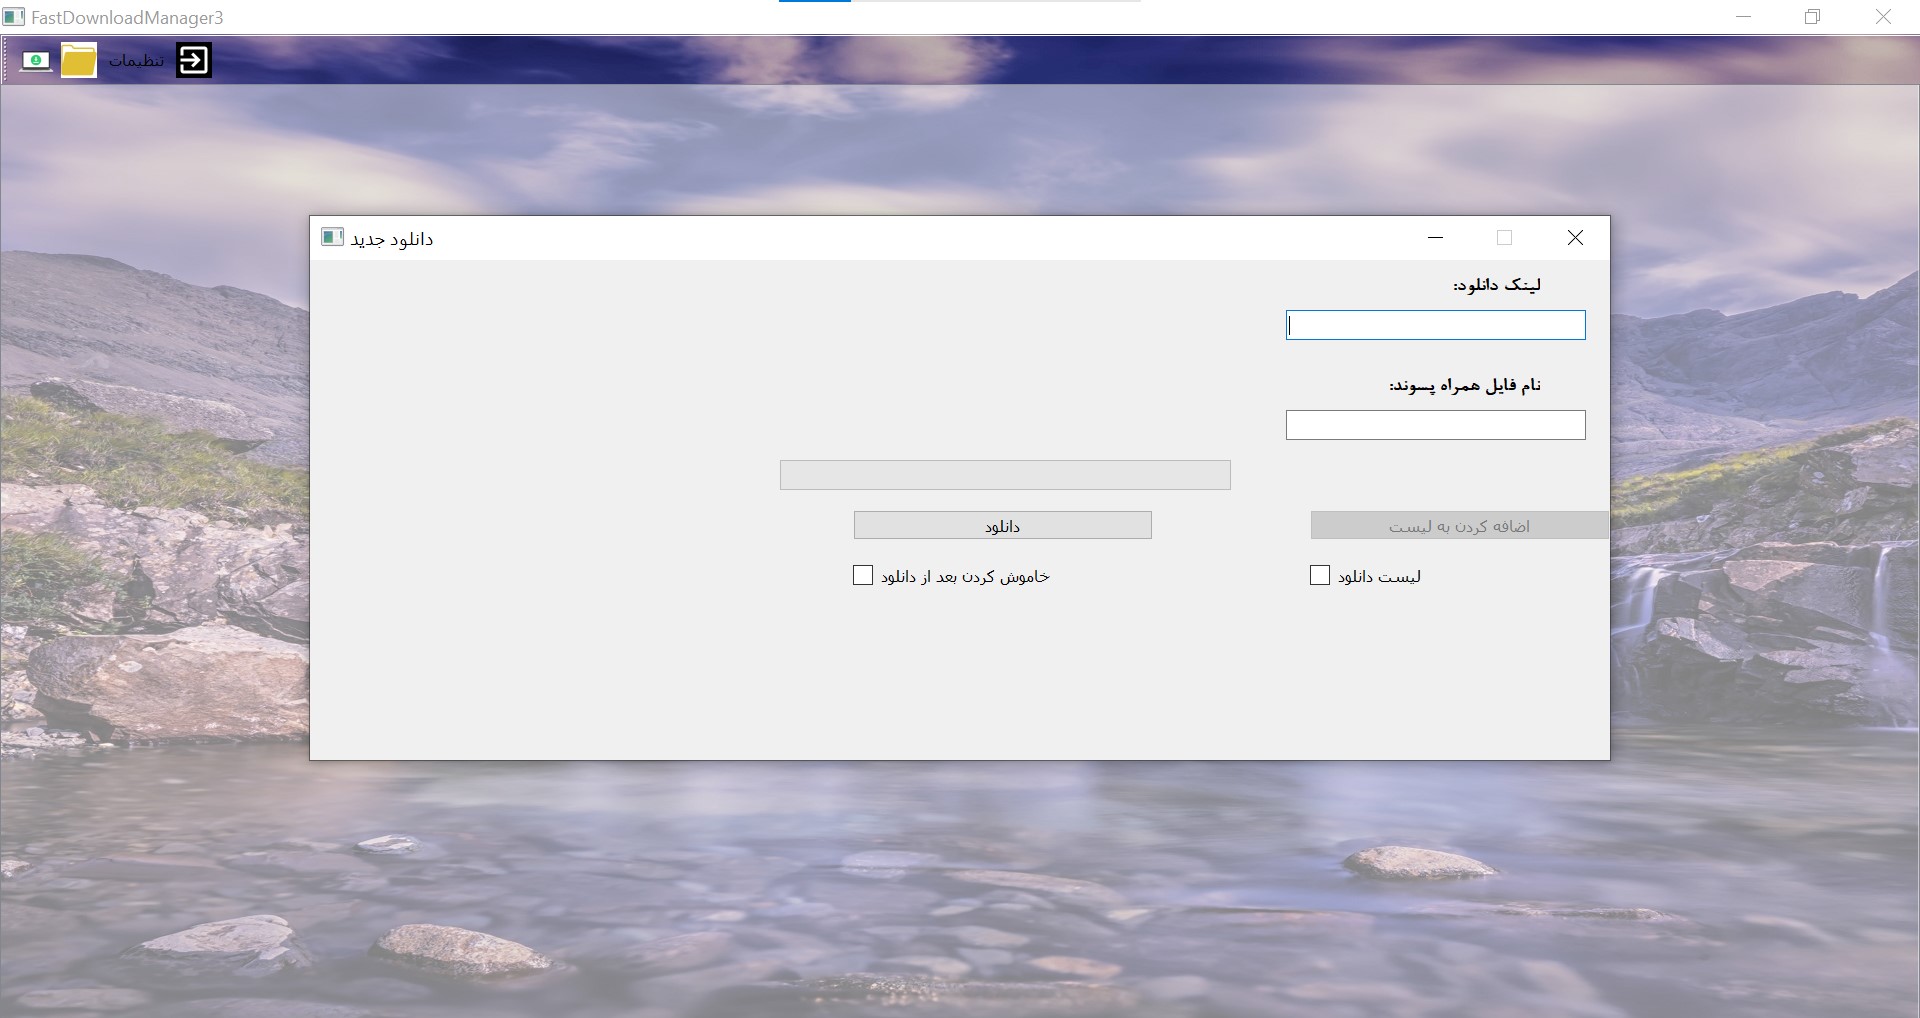 FastDownloadManager3
تنظیمات
دانلود جدید
لینک دانلود:
نام فایل همراه پسوند:
دانلود
اضافه کردن به لیست
خاموش کردن بعد از دانلود
لیست دانلود